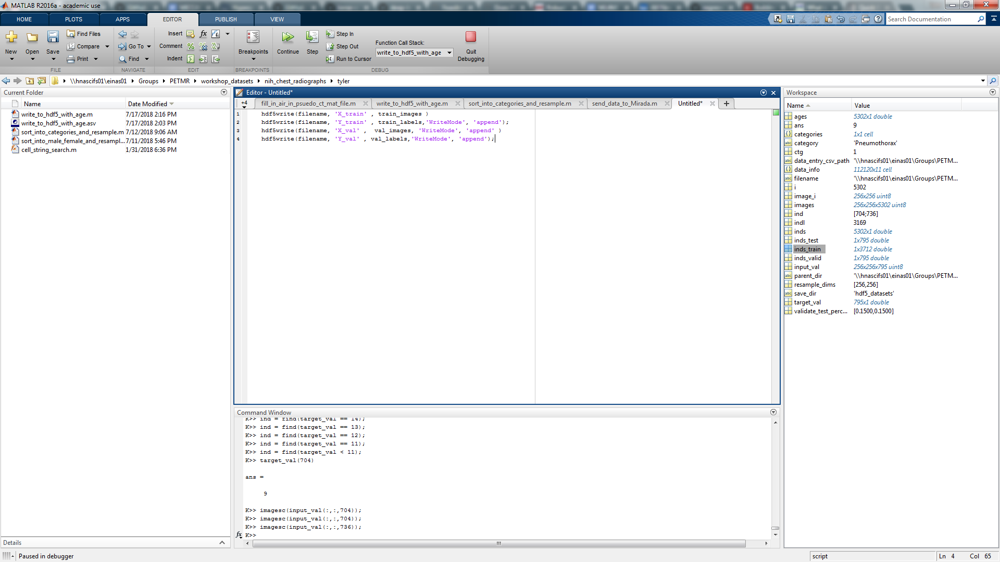 MATLAB R2016a - academic use
HOME PLOTS APPS EDITOR PUBLISH VIEW
Search Documentation
New Open Save Find Files Compare Print
Go To Find
Insert fx Comment Indent
Breakpoints
Continue Step Step In Step Out Run to Cursor
Function Call Stack:
write_to_hdf5_with_age
Quit Debugging
FILE NAVIGATE EDIT BREAKPOINTS DEBUG
\\hnascifs01\einas01 Groups PETMR workshop_datasets nih_chest_radiographs tyler
Current Folder
Name Date Modified
write_to_hdf5_with_age.m 7/17/2018 2:16 PM
write_to_hdf5_with_age.asv 7/17/2018 2:03 PM
sort_into_categories_and_resample.m 7/12/2018 9:06 AM
sort_into_male_female_and_resampl... 7/11/2018 5:46 PM
cell_string_search.m 1/31/2018 6:36 PM
Details
Editor - Untitled*
+4 fill_in_air_in_psuedo_ct_mat_file.m write_to_hdf5_with_age.m sort_into_categories_and_resample.m send_data_to_Mirada.m Untitled*
1 hdf5write(filename, 'X_train' , train_images )
2 hdf5write(filename, 'Y_train' , train_labels,'WriteMode', 'append');
3 hdf5write(filename, 'X_val' ,  val_images, 'WriteMode', 'append' )
4 hdf5write(filename, 'Y_val' , val_labels,'WriteMode', 'append');
Command Window
K>> ind = find(target_val == 14);
K>> ind = find(target_val == 13);
K>> ind = find(target_val == 12);
K>> ind = find(target_val == 11);
K>> ind = find(target_val < 11);
K>> target_val(704)
ans =
9
K>> imagesc(input_val(:,:,704));
K>> imagesc(input_val(:,:,704));
K>> imagesc(input_val(:,:,736));
fx K>>
Workspace
Name Value
ages 5302x1 double
ans 9
categories 1x1 cell
category 'Pneumothorax'
ctg 1
data_entry_csv_path '\\hnascifs01\einas01\Groups\PETM...
data_info 112120x11 cell
filename '\\hnascifs01\einas01\Groups\PETM...
i 5302
image_i 256x256 uint8
images 256x256x5302 uint8
ind [704;736]
indl 3169
inds 5302x1 double
inds_test 1x795 double
inds_train 1x3712 double
inds_valid 1x795 double
input_val 256x256x795 uint8
parent_dir '\\hnascifs01\einas01\Groups\PETM...
resample_dims [256,256]
save_dir 'hdf5_datasets'
target_val 795x1 double
validate_test_perc... [0.1500,0.1500]
Paused in debugger
script Ln 4 Col 65